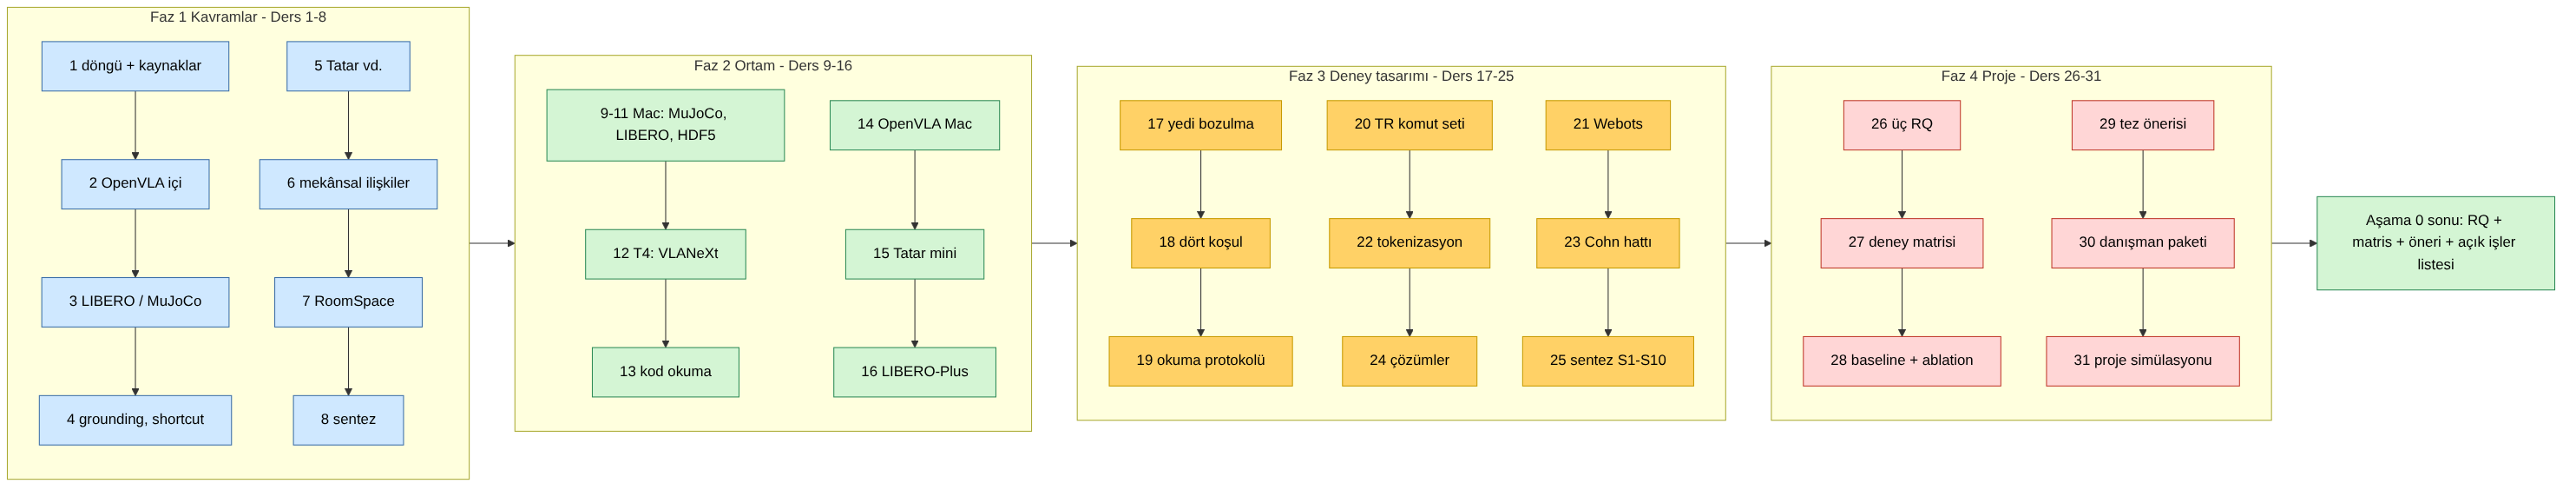 Faz 1 Kavramlar - Ders 1-8
1 döngü + kaynaklar
2 OpenVLA içi
3 LIBERO / MuJoCo
4 grounding, shortcut
5 Tatar vd.
6 mekânsal ilişkiler
7 RoomSpace
8 sentez
Faz 2 Ortam - Ders 9-16
9-11 Mac: MuJoCo,
LIBERO, HDF5
12 T4: VLANeXt
13 kod okuma
14 OpenVLA Mac
15 Tatar mini
16 LIBERO-Plus
Faz 3 Deney tasarımı - Ders 17-25
17 yedi bozulma
18 dört koşul
19 okuma protokolü
20 TR komut seti
22 tokenizasyon
24 çözümler
21 Webots
23 Cohn hattı
25 sentez S1-S10
Faz 4 Proje - Ders 26-31
26 üç RQ
27 deney matrisi
28 baseline + ablation
29 tez önerisi
30 danışman paketi
31 proje simülasyonu
Aşama 0 sonu: RQ +
matris + öneri + açık işler
listesi